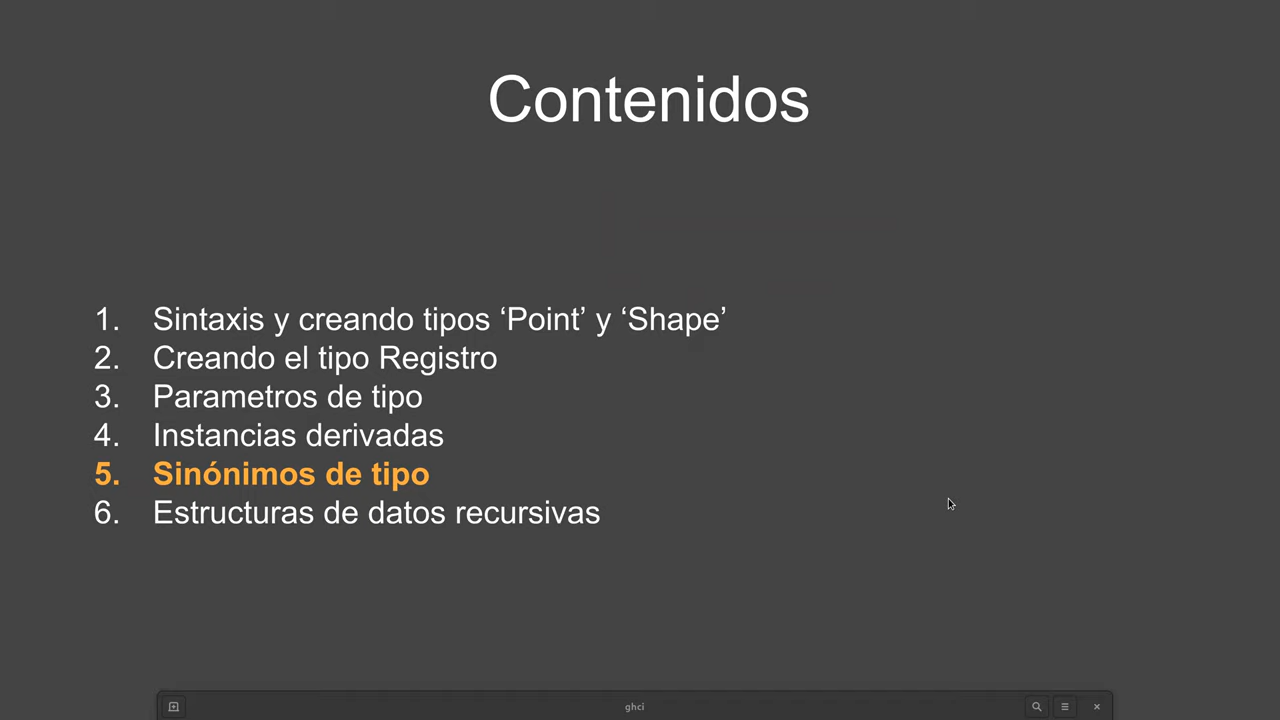 Contenidos
1. Sintaxis y creando tipos ‘Point’ y ‘Shape’
2. Creando el tipo Registro
3. Parametros de tipo
4. Instancias derivadas
5. Sinónimos de tipo
6. Estructuras de datos recursivas
ghci